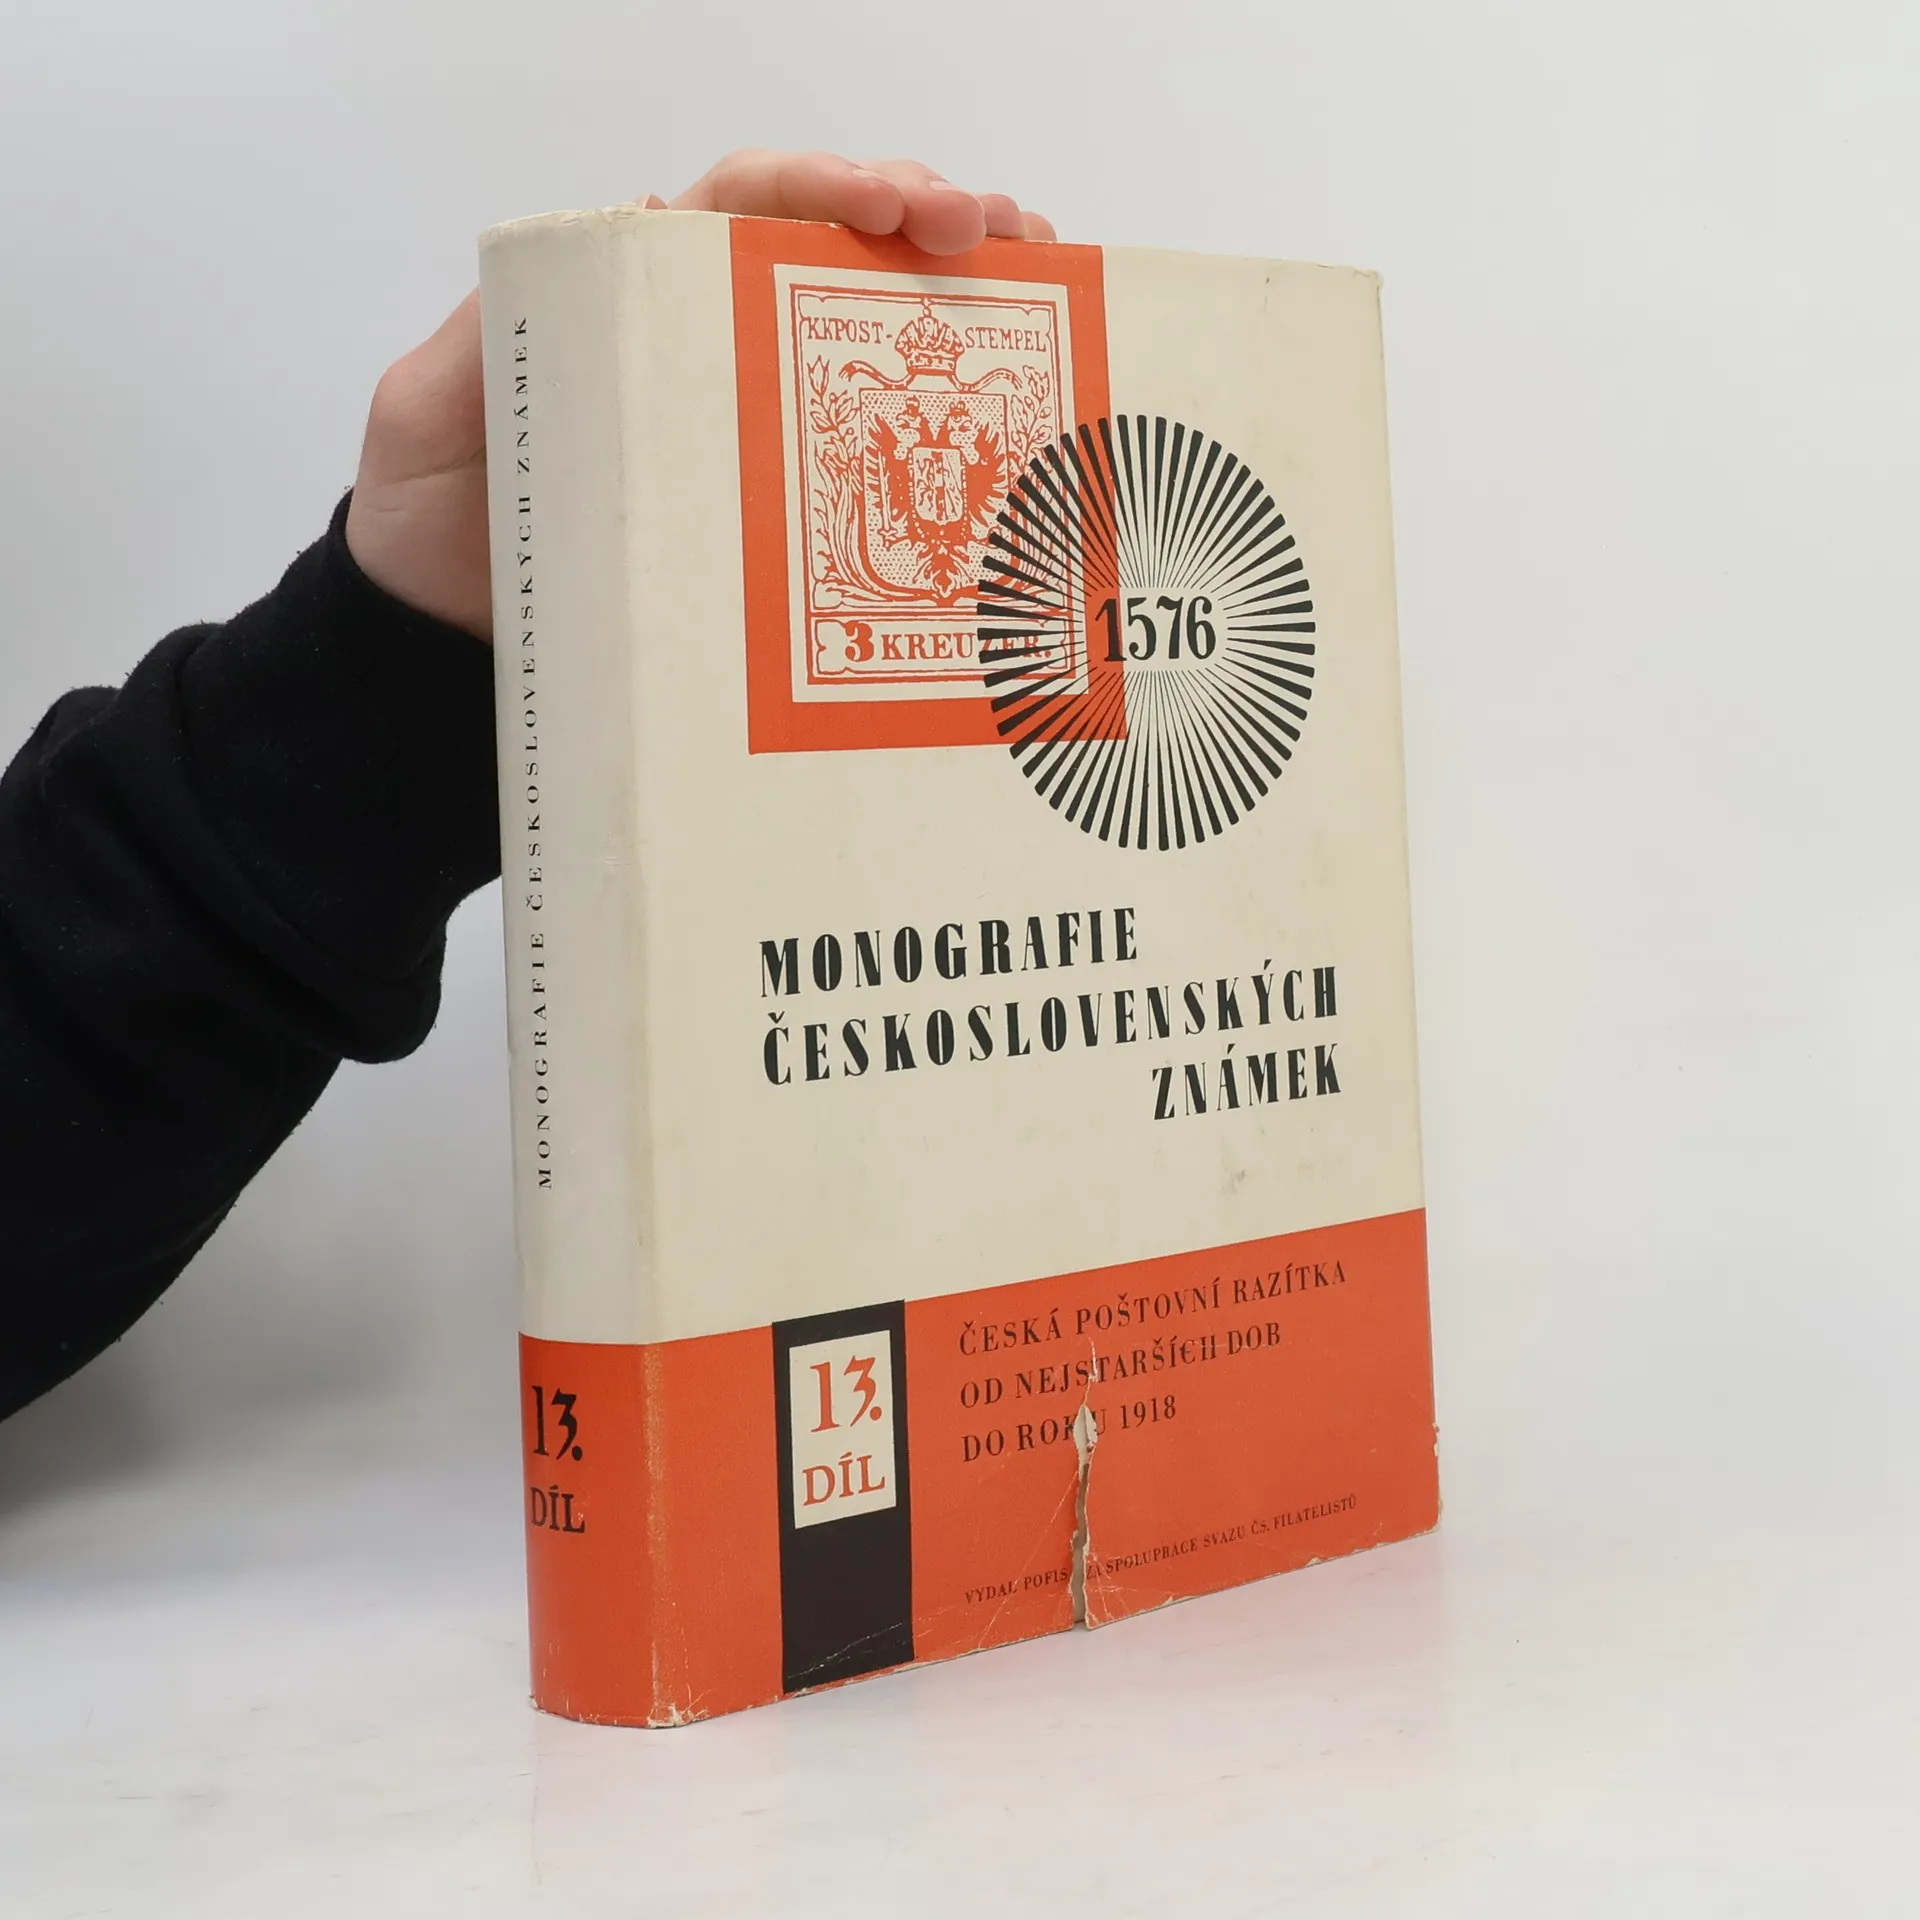 MONOGRAFIE ČESKOSLOVENSKÝCH ZNÁMEK
13.
DÍL
KKPOST-STEMPEL
3 KREUZER.
1576
MONOGRAFIE
ČESKOSLOVENSKÝCH
ZNÁMEK
13.
DÍL
ČESKÁ POŠTOVNÍ RAZÍTKA
OD NEJSTARŠÍCH DOB
DO ROKU 1918
VYDAL POFIS ZA SPOLUPRÁCE SVAZU ČS. FILATELISTŮ